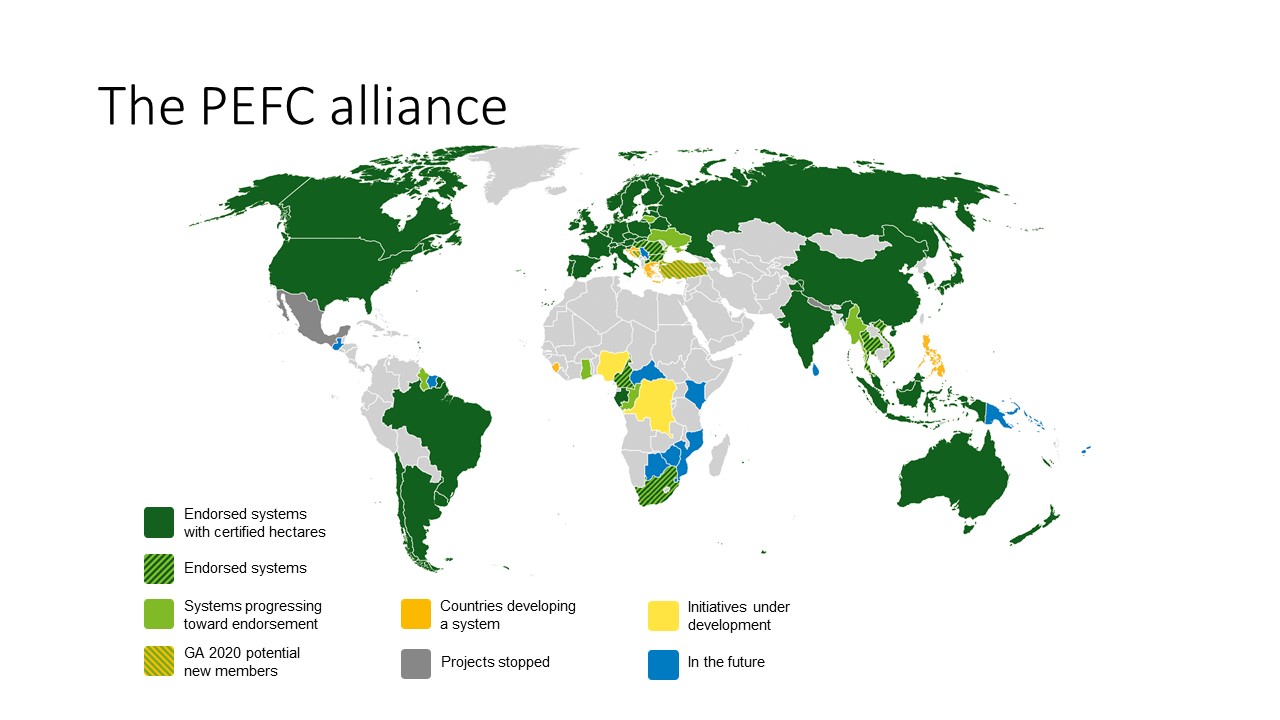 The PEFC alliance
Endorsed systems
with certified hectares
Endorsed systems
Systems progressing
toward endorsement
GA 2020 potential
new members
Countries developing
a system
Projects stopped
Initiatives under
development
In the future